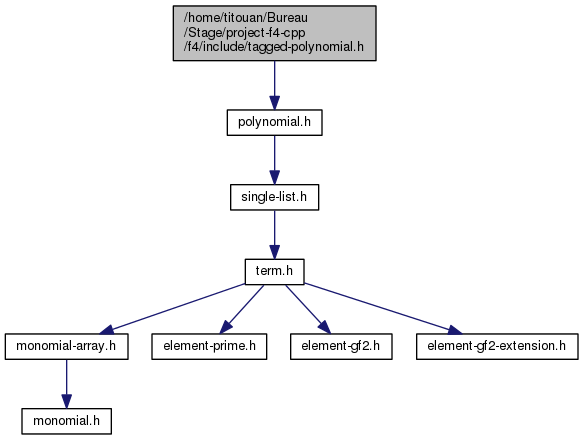 /home/titouan/Bureau
/Stage/project-f4-cpp
/f4/include/tagged-polynomial.h
polynomial.h
single-list.h
term.h
monomial-array.h
element-prime.h
element-gf2.h
element-gf2-extension.h
monomial.h